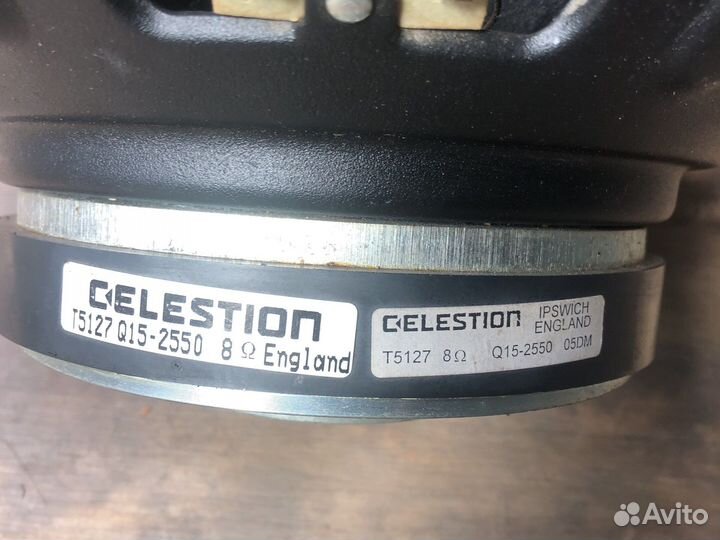 CELESTION
T5127 Q15-2550 8 Ω England
CELESTION IPSWICH
ENGLAND
T5127 8Ω Q15-2550 05DM
Avito